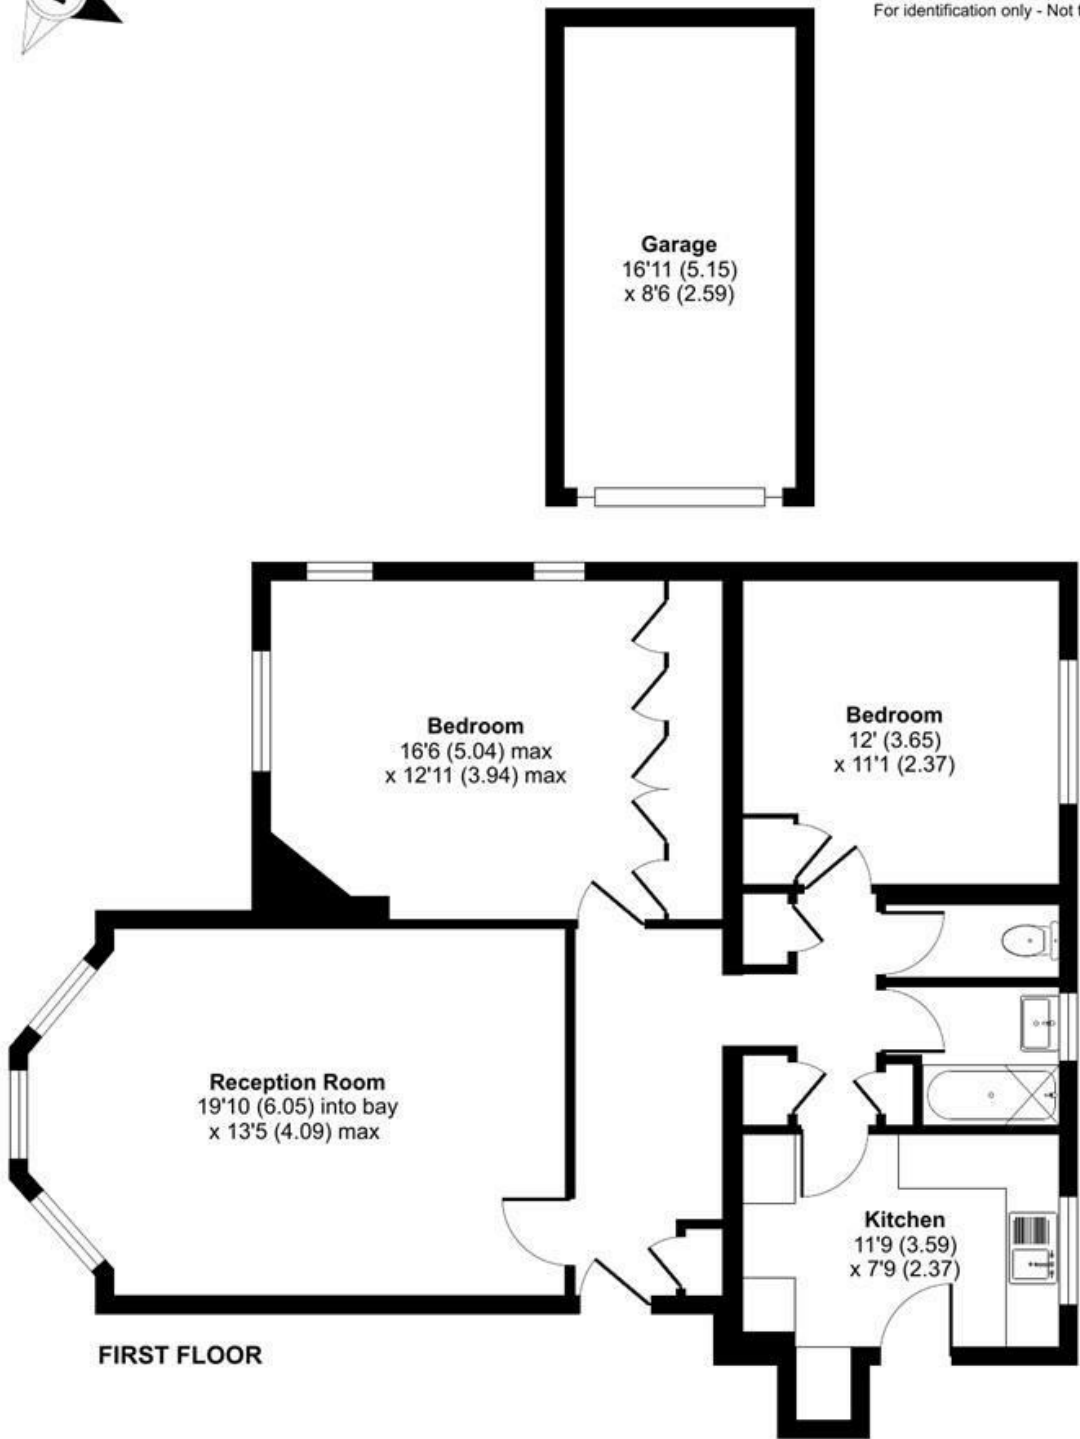 For identification only - Not
Garage
16'11 (5.15)
x 8'6 (2.59)
Bedroom
16'6 (5.04) max
x 12'11 (3.94) max
Bedroom
12' (3.65)
x 11'1 (2.37)
Reception Room
19'10 (6.05) into bay
x 13'5 (4.09) max
Kitchen
11'9 (3.59)
x 7'9 (2.37)
FIRST FLOOR